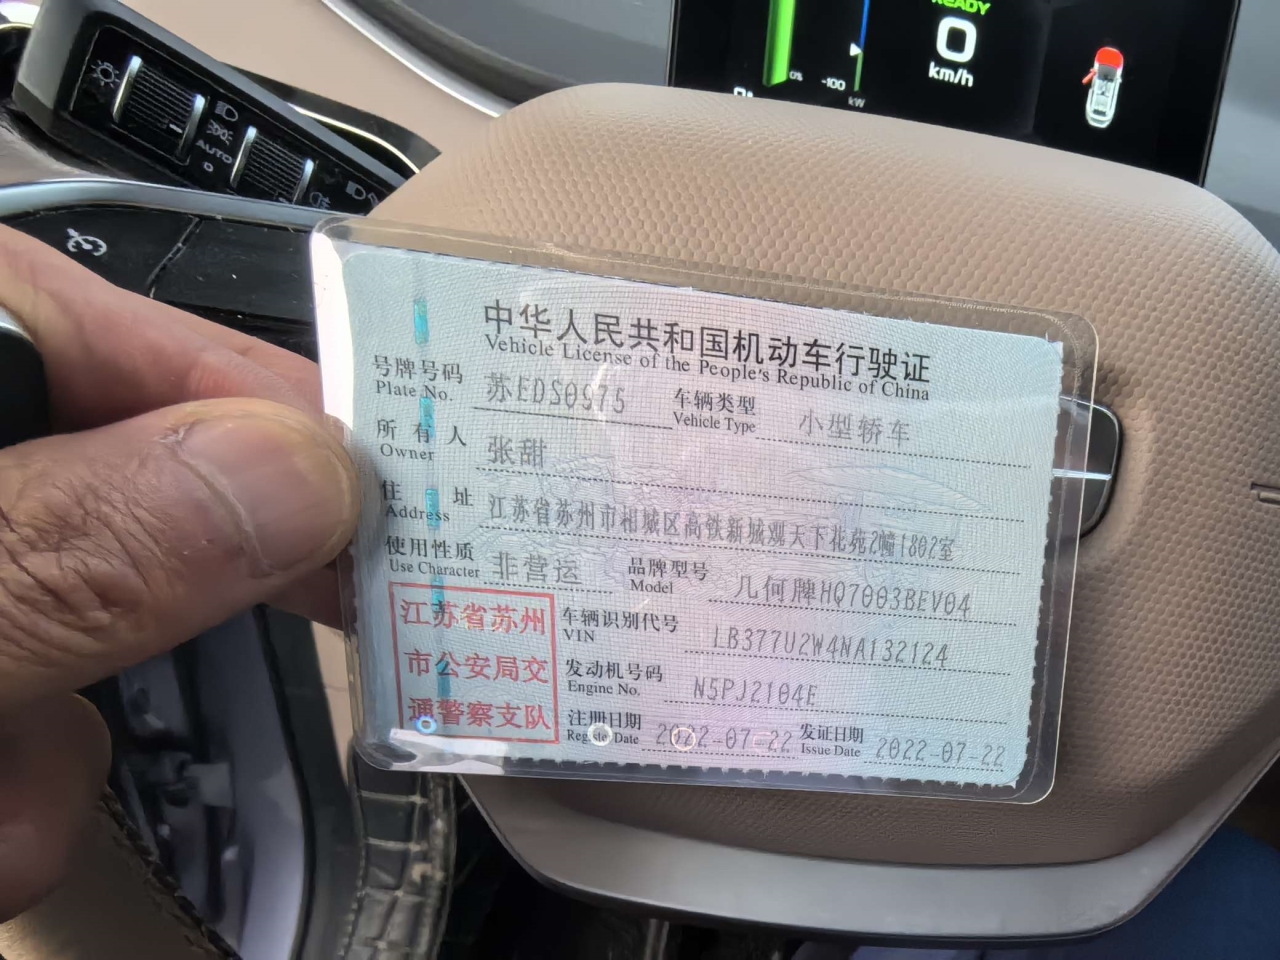 READY
0
km/h
0%
-100
kW
AUTO
中华人民共和国机动车行驶证
Vehicle License of the People's Republic of China
号牌号码 苏EDS0975 车辆类型 小型轿车
Plate No. Vehicle Type
所有人 张甜
Owner
住址 江苏省苏州市相城区高铁新城观天下花苑2幢1802室
Address
使用性质 非营运 品牌型号 几何牌HQ7003BEV04
Use Character Model
江苏省苏州
市公安局交
通警察支队
车辆识别代号 LB377U2W4NA132124
VIN
发动机号码 N5PJ2104E
Engine No.
注册日期 2022-07-22 发证日期 2022-07-22
Register Date Issue Date